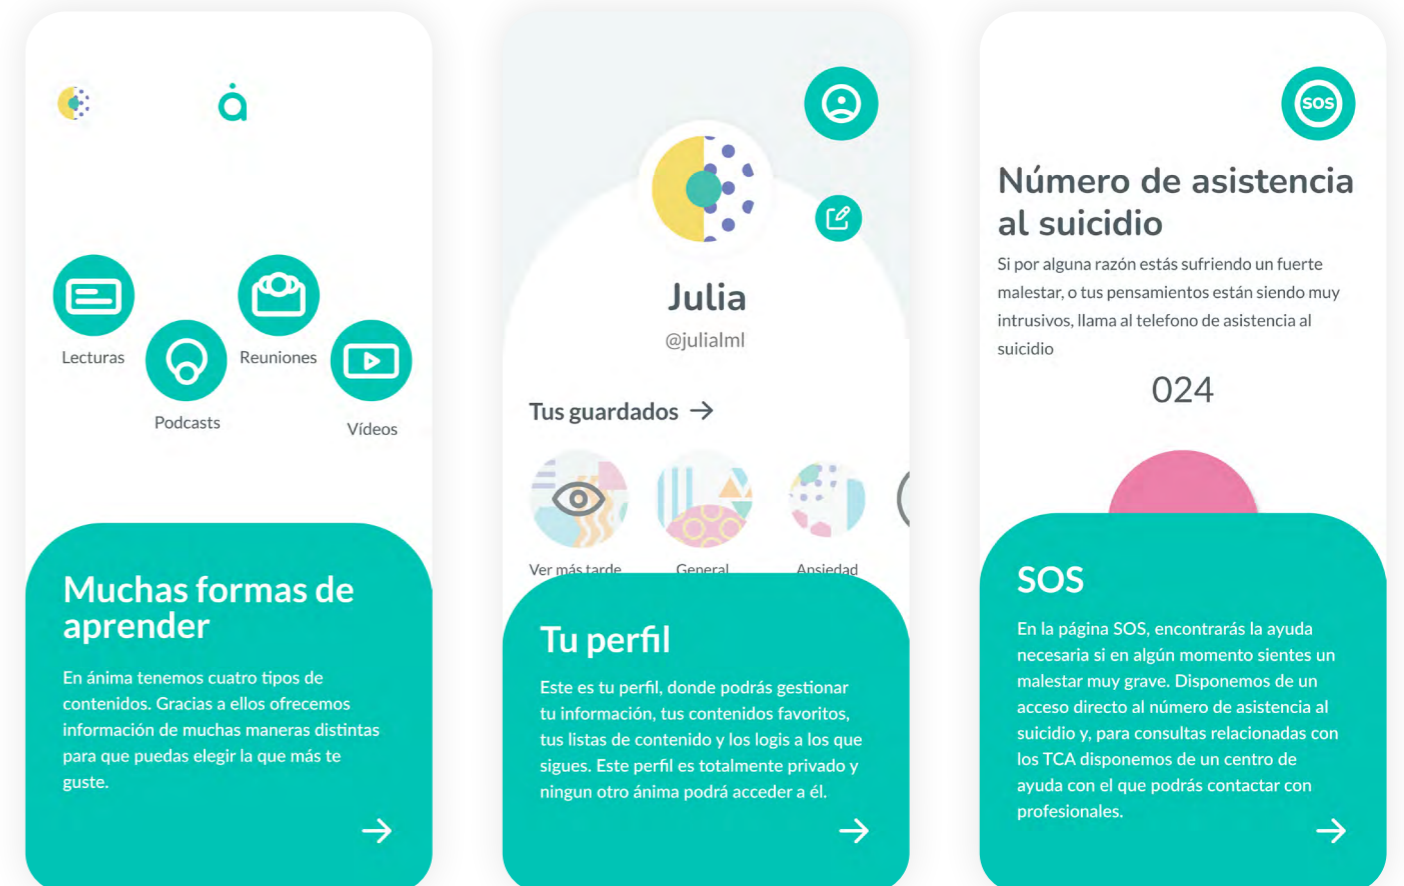 Lecturas
Podcasts
Reuniones
Vídeos
Muchas formas de
aprender
En ánima tenemos cuatro tipos de
contenidos. Gracias a ellos ofrecemos
información de muchas maneras distintas
para que puedas elegir la que más te
guste.
Julia
@julialml
Tus guardados →
Ver más tarde
General
Ansiedad
Tu perfil
Este es tu perfil, donde podrás gestionar
tu información, tus contenidos favoritos,
tus listas de contenido y los logis a los que
sigues. Este perfil es totalmente privado y
ningun otro ánima podrá acceder a él.
SOS
Número de asistencia
al suicidio
Si por alguna razón estás sufriendo un fuerte
malestar, o tus pensamientos están siendo muy
intrusivos, llama al telefono de asistencia al
suicidio
024
SOS
En la página SOS, encontrarás la ayuda
necesaria si en algún momento sientes un
malestar muy grave. Disponemos de un
acceso directo al número de asistencia al
suicidio y, para consultas relacionadas con
los TCA disponemos de un centro de
ayuda con el que podrás contactar con
profesionales.